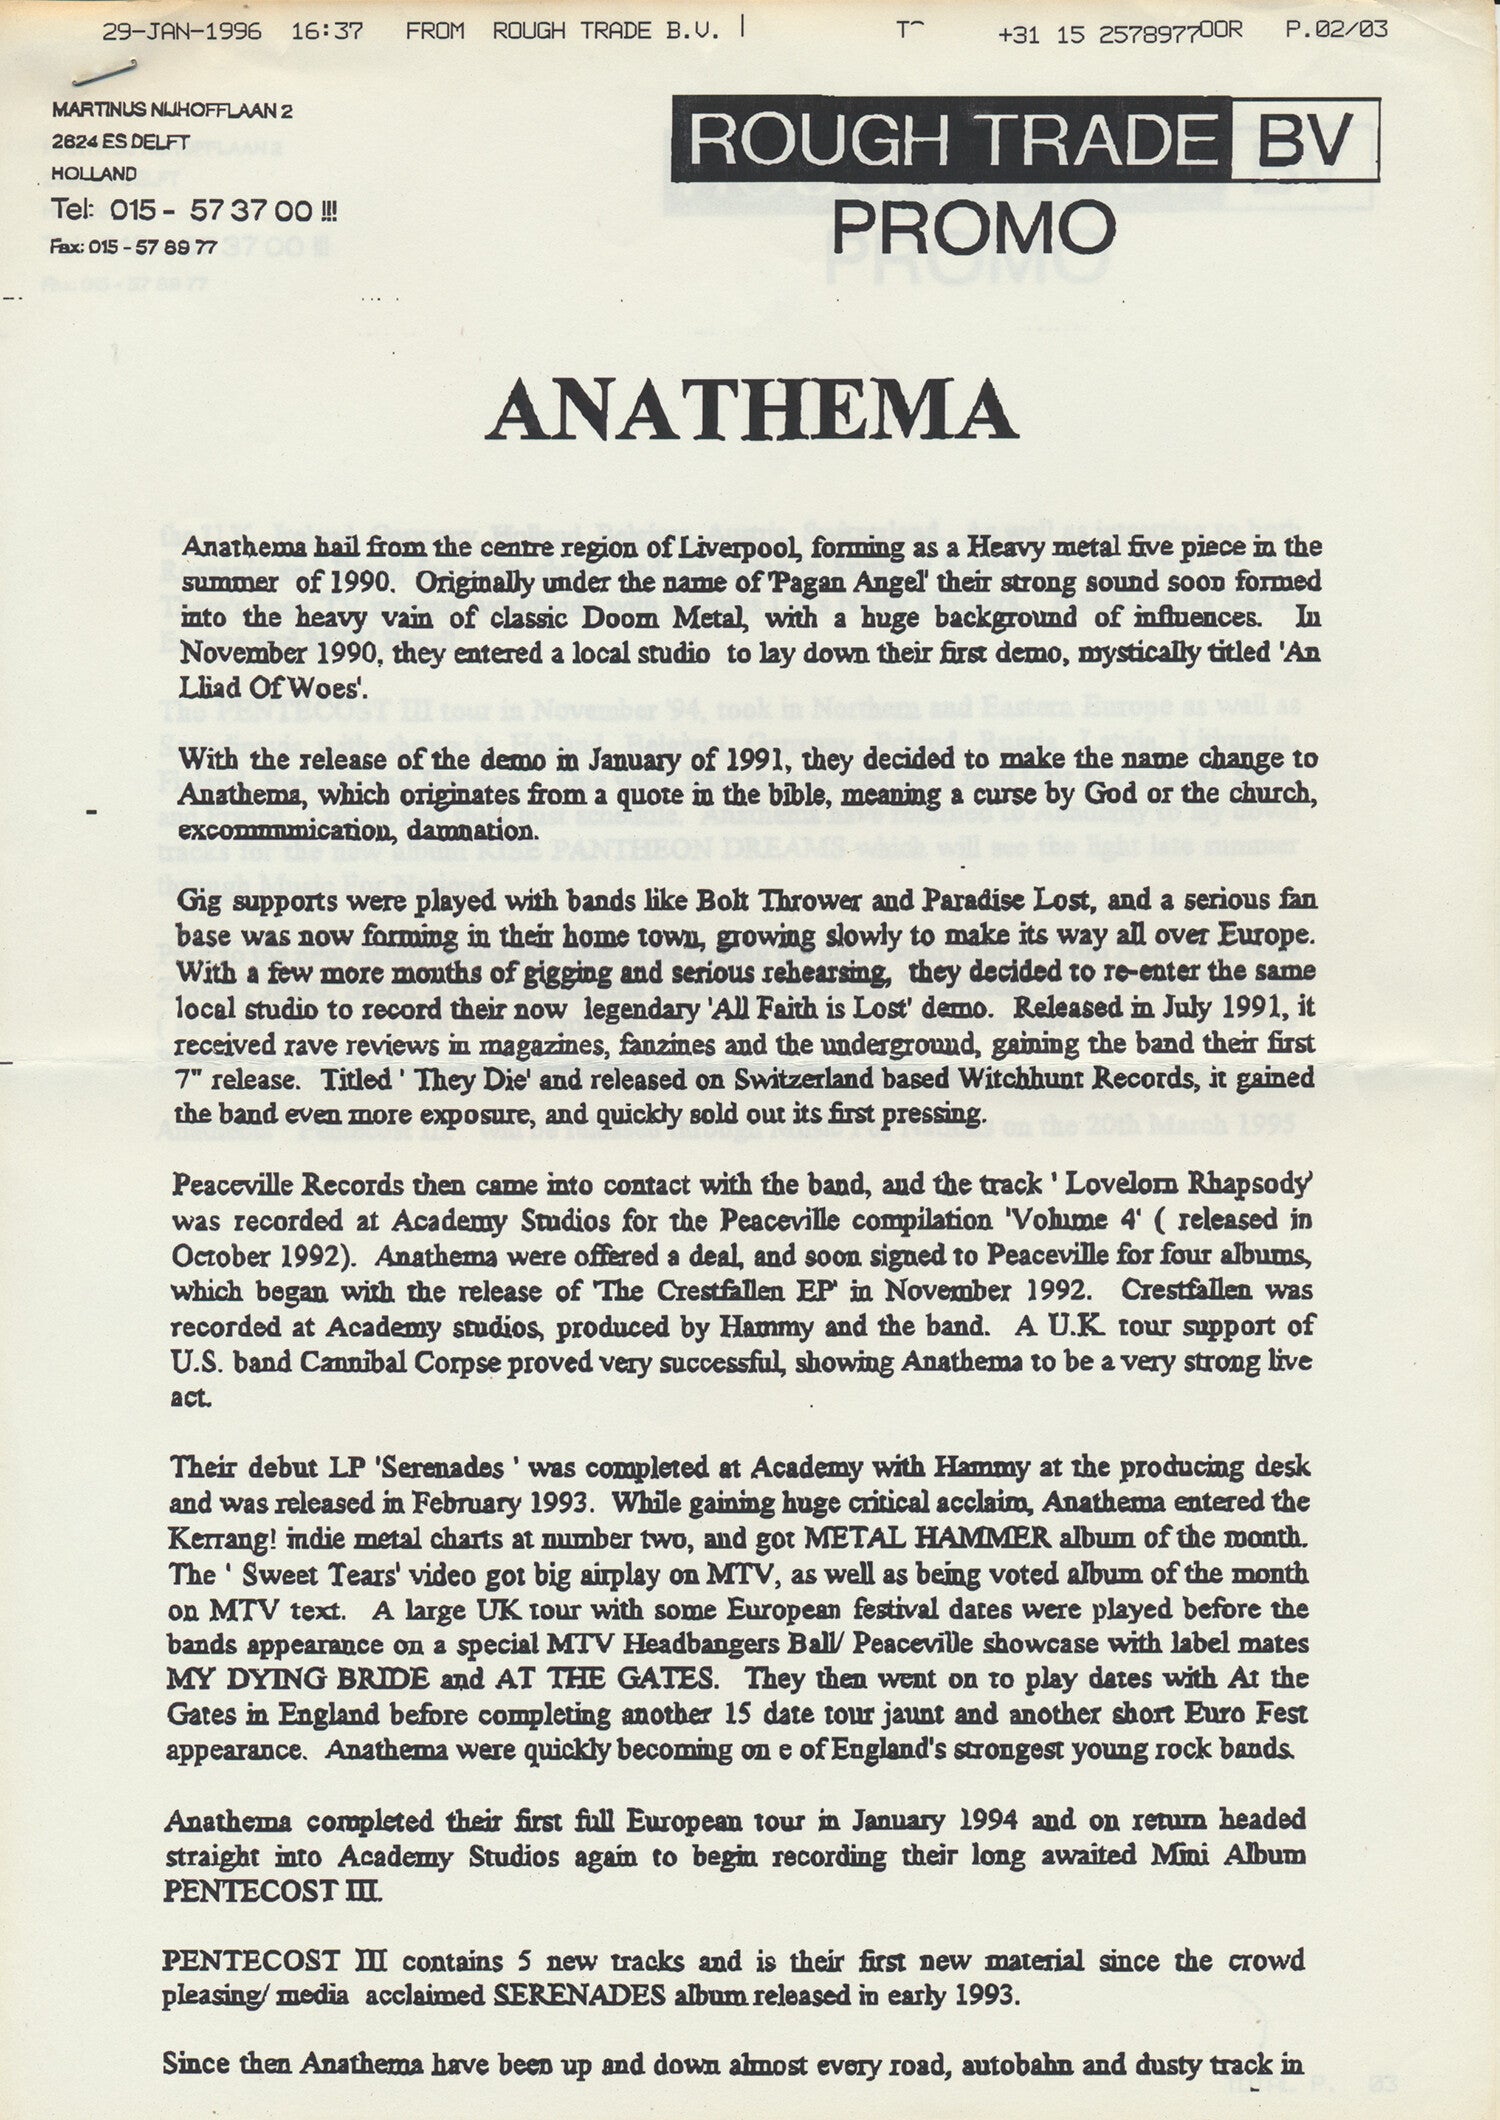 29-JAN-1996 16:37 FROM ROUGH TRADE B.V. +31 15 2578977 OOR P.02/03
MARTINUS NIJHOFFLAAN 2
2624 ES DELFT
HOLLAND
Tel: 015 - 57 37 00 !!!
Fax: 015 - 57 89 77
ROUGH TRADE BV
PROMO
ANATHEMA
Anathema hail from the centre region of Liverpool, forming as a Heavy metal five piece in the
summer of 1990. Originally under the name of 'Pagan Angel' their strong sound soon formed
into the heavy vain of classic Doom Metal, with a huge background of influences. In
November 1990, they entered a local studio to lay down their first demo, mystically titled 'An
Lliad Of Woes'.
With the release of the demo in January of 1991, they decided to make the name change to
Anathema, which originates from a quote in the bible, meaning a curse by God or the church,
excommunication, damnation.
Gig supports were played with bands like Bolt Thrower and Paradise Lost, and a serious fan
base was now forming in their home town, growing slowly to make its way all over Europe.
With a few more months of gigging and serious rehearsing, they decided to re-enter the same
local studio to record their now legendary 'All Faith is Lost' demo. Released in July 1991, it
received rave reviews in magazines, fanzines and the underground, gaining the band their first
7" release. Titled ' They Die' and released on Switzerland based Witchhunt Records, it gained
the band even more exposure, and quickly sold out its first pressing.
Peaceville Records then came into contact with the band, and the track ' Lovelorn Rhapsody'
was recorded at Academy Studios for the Peaceville compilation 'Volume 4' ( released in
October 1992). Anathema were offered a deal, and soon signed to Peaceville for four albums,
which began with the release of 'The Crestfallen EP' in November 1992. Crestfallen was
recorded at Academy studios, produced by Hammy and the band. A U.K. tour support of
U.S. band Cannibal Corpse proved very successful, showing Anathema to be a very strong live
act.
Their debut LP 'Serenades ' was completed at Academy with Hammy at the producing desk
and was released in February 1993. While gaining huge critical acclaim, Anathema entered the
Kerrang! indie metal charts at number two, and got METAL HAMMER album of the month.
The ' Sweet Tears' video got big airplay on MTV, as well as being voted album of the month
on MTV text. A large UK tour with some European festival dates were played before the
bands appearance on a special MTV Headbangers Ball/ Peaceville showcase with label mates
MY DYING BRIDE and AT THE GATES. They then went on to play dates with At the
Gates in England before completing another 15 date tour jaunt and another short Euro Fest
appearance. Anathema were quickly becoming on e of England's strongest young rock bands.
Anathema completed their first full European tour in January 1994 and on return headed
straight into Academy Studios again to begin recording their long awaited Mini Album
PENTECOST III.
PENTECOST III contains 5 new tracks and is their first new material since the crowd
pleasing/ media acclaimed SERENADES album released in early 1993.
Since then Anathema have been up and down almost every road, autobahn and dusty track in